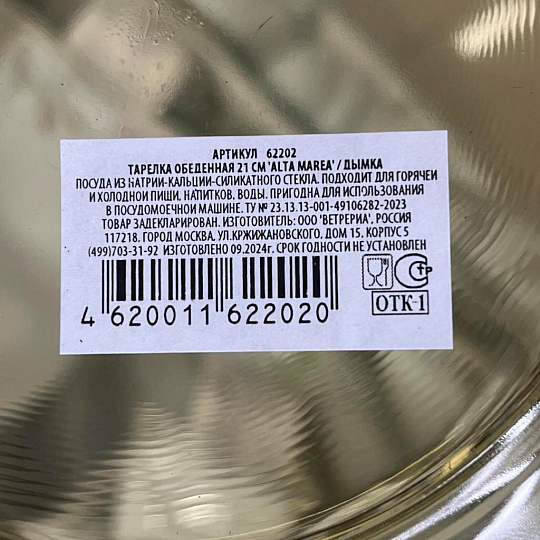 АРТИКУЛ 62202
ТАРЕЛКА ОБЕДЕННАЯ 21 СМ 'ALTA MAREA' / ДЫМКА
ПОСУДА ИЗ НАТРИИ-КАЛЬЦИИ-СИЛИКАТНОГО СТЕКЛА. ПОДХОДИТ ДЛЯ ГОРЯЧЕИ
И ХОЛОДНОИ ПИЩИ, НАПИТКОВ, ВОДЫ. ПРИГОДНА ДЛЯ ИСПОЛЬЗОВАНИЯ
В ПОСУДОМОЕЧНОИ МАШИНЕ. ТУ № 23.13.13-001-49106282-2023
ТОВАР ЗАДЕКЛАРИРОВАН. ИЗГОТОВИТЕЛЬ: ООО 'ВЕТРЕРИА', РОССИЯ
117218. ГОРОД МОСКВА, УЛ.КРЖИЖАНОВСКОГО, ДОМ 15. КОРПУС 5
(499)703-31-92 ИЗГОТОВЛЕНО 09.2024г. СРОК ГОДНОСТИ НЕ УСТАНОВЛЕН
4 620011 622020
ОТК-1